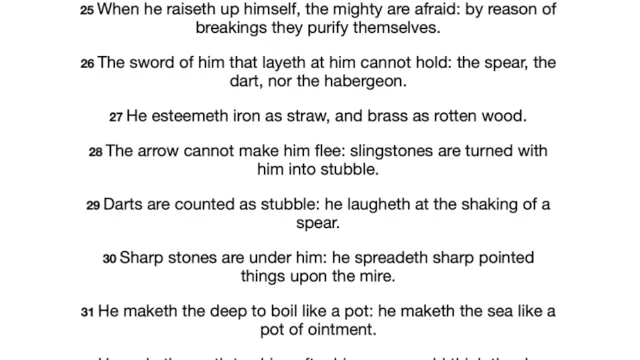 25 When he raiseth up himself, the mighty are afraid: by reason of
breakings they purify themselves.
26 The sword of him that layeth at him cannot hold: the spear, the
dart, nor the habergeon.
27 He esteemeth iron as straw, and brass as rotten wood.
28 The arrow cannot make him flee: slingstones are turned with
him into stubble.
29 Darts are counted as stubble: he laugheth at the shaking of a
spear.
30 Sharp stones are under him: he spreadeth sharp pointed
things upon the mire.
31 He maketh the deep to boil like a pot: he maketh the sea like a
pot of ointment.